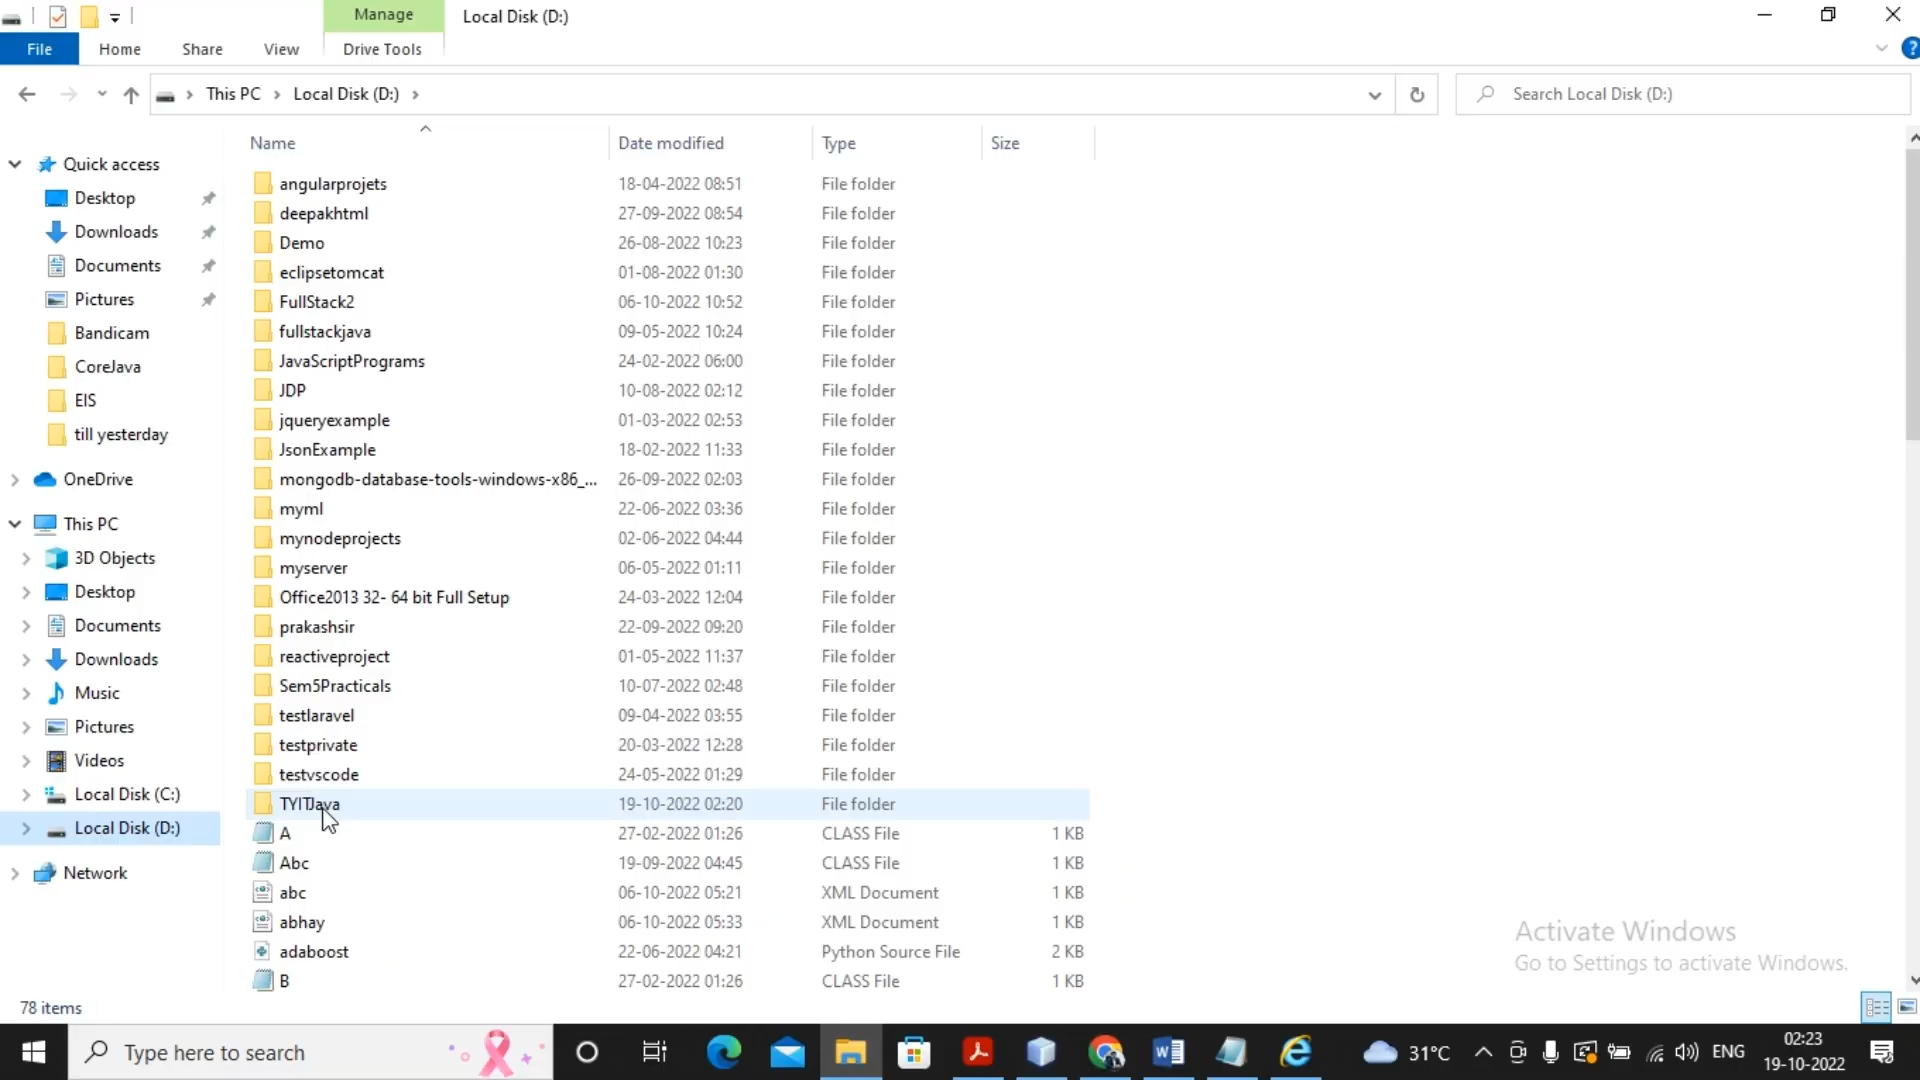 Manage
Local Disk (D:)
File Home Share View Drive Tools
This PC Local Disk (D:)
Search Local Disk (D:)
Name Date modified Type Size
Quick access
Desktop
Downloads
Documents
Pictures
Bandicam
CoreJava
EIS
till yesterday
OneDrive
This PC
3D Objects
Desktop
Documents
Downloads
Music
Pictures
Videos
Local Disk (C:)
Local Disk (D:)
Network
angularprojets 18-04-2022 08:51 File folder
deepakhtml 27-09-2022 08:54 File folder
Demo 26-08-2022 10:23 File folder
eclipsetomcat 01-08-2022 01:30 File folder
FullStack2 06-10-2022 10:52 File folder
fullstackjava 09-05-2022 10:24 File folder
JavaScriptPrograms 24-02-2022 06:00 File folder
JDP 10-08-2022 02:12 File folder
jqueryexample 01-03-2022 02:53 File folder
JsonExample 18-02-2022 11:33 File folder
mongodb-database-tools-windows-x86_... 26-09-2022 02:03 File folder
myml 22-06-2022 03:36 File folder
mynodeprojects 02-06-2022 04:44 File folder
myserver 06-05-2022 01:11 File folder
Office2013 32- 64 bit Full Setup 24-03-2022 12:04 File folder
prakashsir 22-09-2022 09:20 File folder
reactiveproject 01-05-2022 11:37 File folder
Sem5Practicals 10-07-2022 02:48 File folder
testlaravel 09-04-2022 03:55 File folder
testprivate 20-03-2022 12:28 File folder
testvscode 24-05-2022 01:29 File folder
TYITJava 19-10-2022 02:20 File folder
A 27-02-2022 01:26 CLASS File 1 KB
Abc 19-09-2022 04:45 CLASS File 1 KB
abc 06-10-2022 05:21 XML Document 1 KB
abhay 06-10-2022 05:33 XML Document 1 KB
adaboost 22-06-2022 04:21 Python Source File 2 KB
B 27-02-2022 01:26 CLASS File 1 KB
Activate Windows
Go to Settings to activate Windows.
78 items
Type here to search
31°C
ENG
02:23
19-10-2022